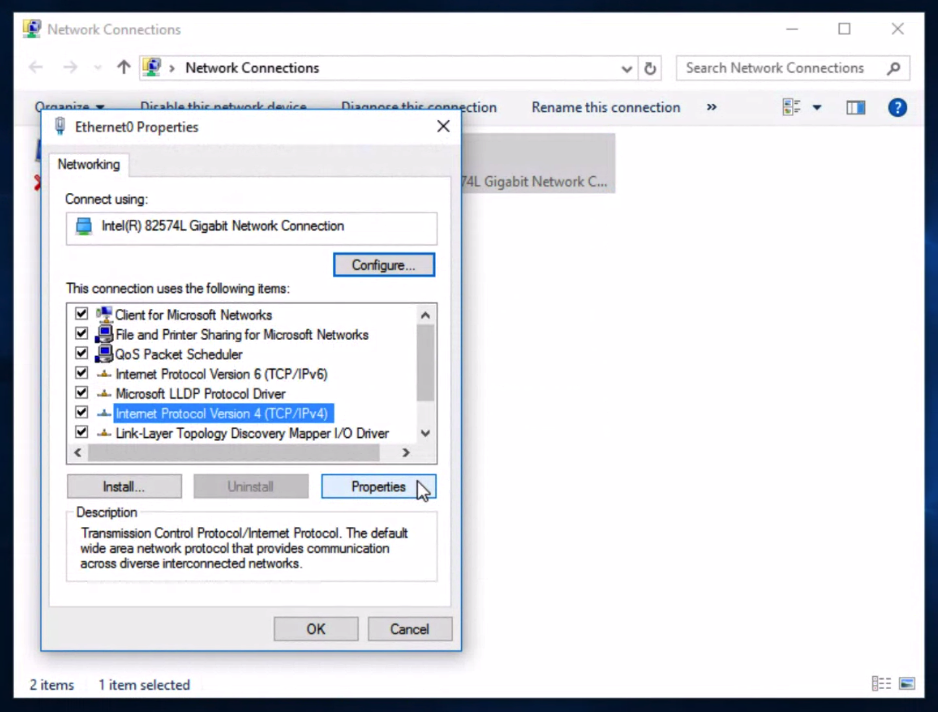 Network Connections
Network Connections
Search Network Connections
Organize
Disable this network device
Diagnose this connection
Rename this connection
»
Ethernet0 Properties
74L Gigabit Network C...
Networking
Connect using:
Intel(R) 82574L Gigabit Network Connection
Configure...
This connection uses the following items:
Client for Microsoft Networks
File and Printer Sharing for Microsoft Networks
QoS Packet Scheduler
Internet Protocol Version 6 (TCP/IPv6)
Microsoft LLDP Protocol Driver
Internet Protocol Version 4 (TCP/IPv4)
Link-Layer Topology Discovery Mapper I/O Driver
Install...
Uninstall
Properties
Description
Transmission Control Protocol/Internet Protocol. The default
wide area network protocol that provides communication
across diverse interconnected networks.
OK
Cancel
2 items
1 item selected